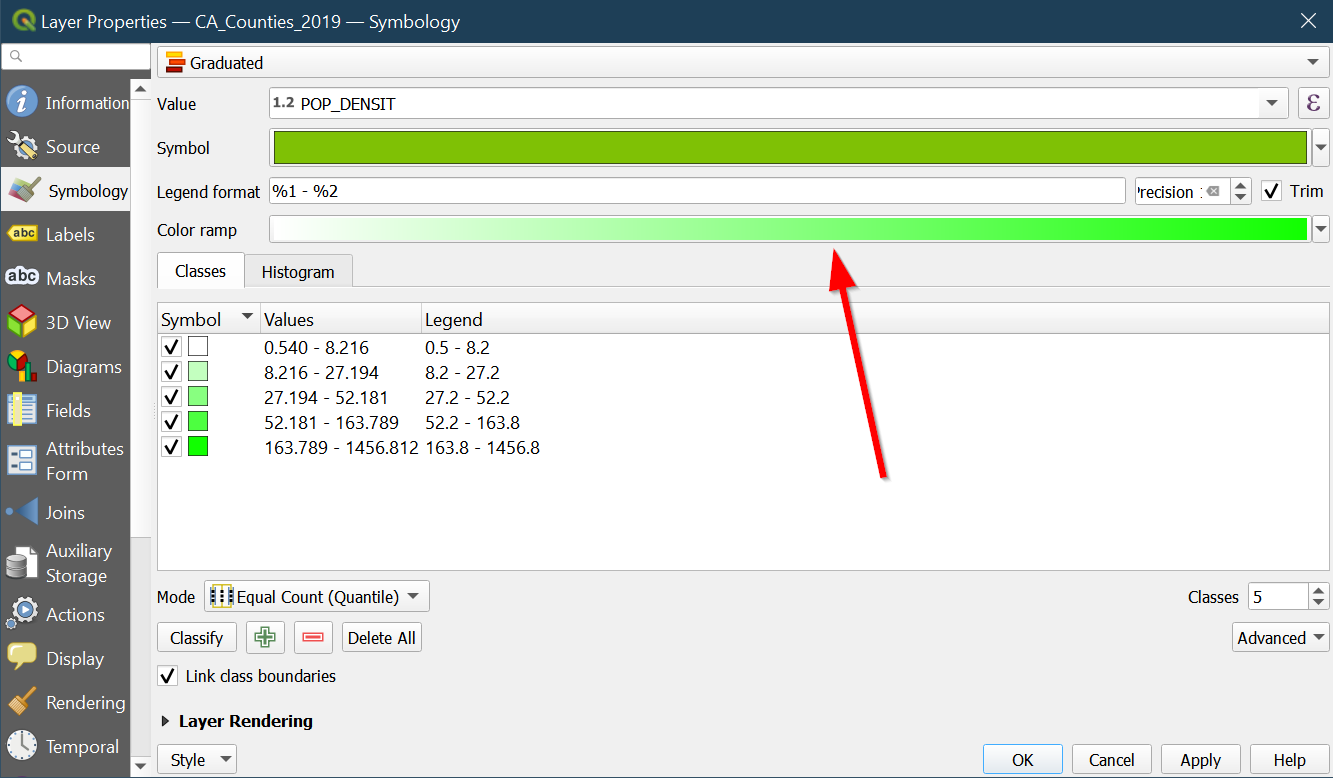 Layer Properties — CA_Counties_2019 — Symbology
Information
Source
Symbology
abc Labels
abc Masks
3D View
Diagrams
Fields
Attributes
Form
Joins
Auxiliary
Storage
Actions
Display
Rendering
Temporal
Graduated
Value 1.2 POP_DENSIT ε
Symbol
Legend format %1 - %2 Trim
Color ramp
Classes Histogram
Symbol Values Legend
0.540 - 8.216 0.5 - 8.2
8.216 - 27.194 8.2 - 27.2
27.194 - 52.181 27.2 - 52.2
52.181 - 163.789 52.2 - 163.8
163.789 - 1456.812 163.8 - 1456.8
Mode Equal Count (Quantile) Classes 5
Classify Delete All Advanced
Link class boundaries
Layer Rendering
Style OK Cancel Apply Help